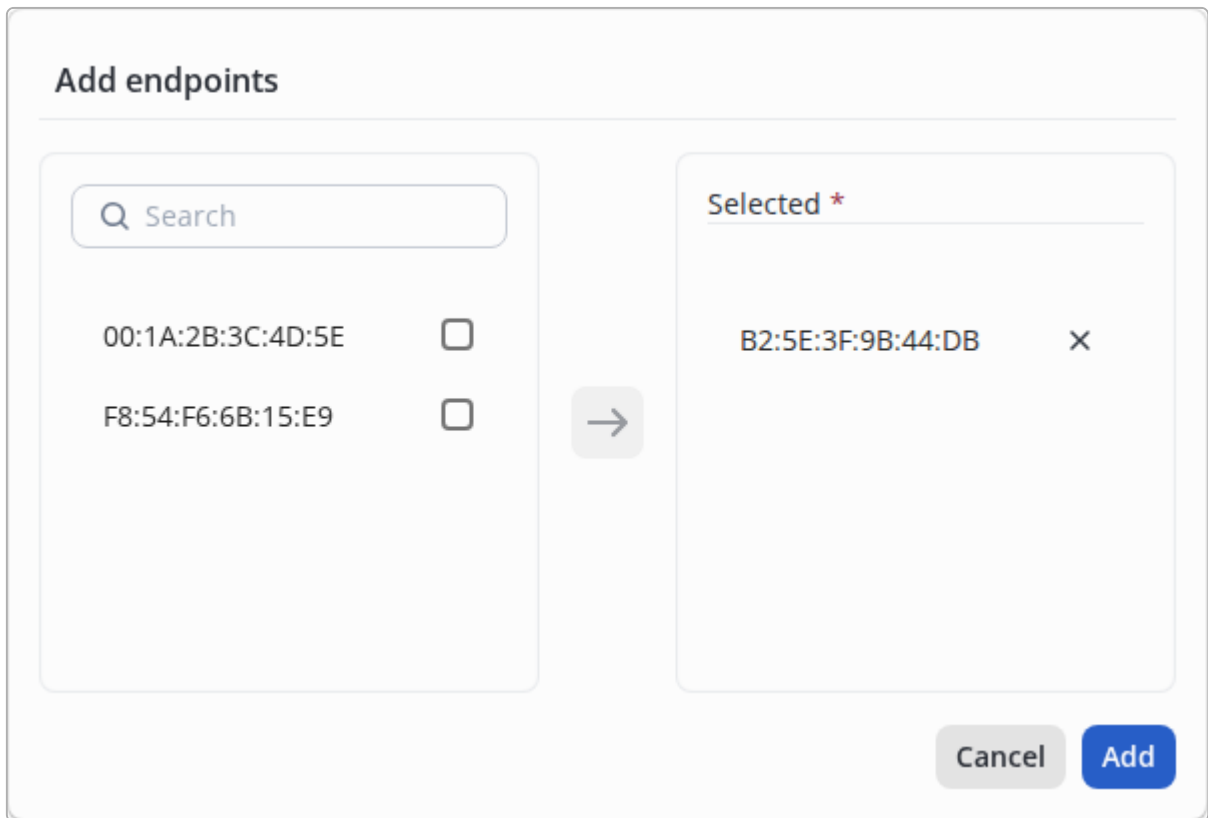 Add endpoints
Search
00:1A:2B:3C:4D:5E
F8:54:F6:6B:15:E9
Selected *
B2:5E:3F:9B:44:DB
Cancel
Add